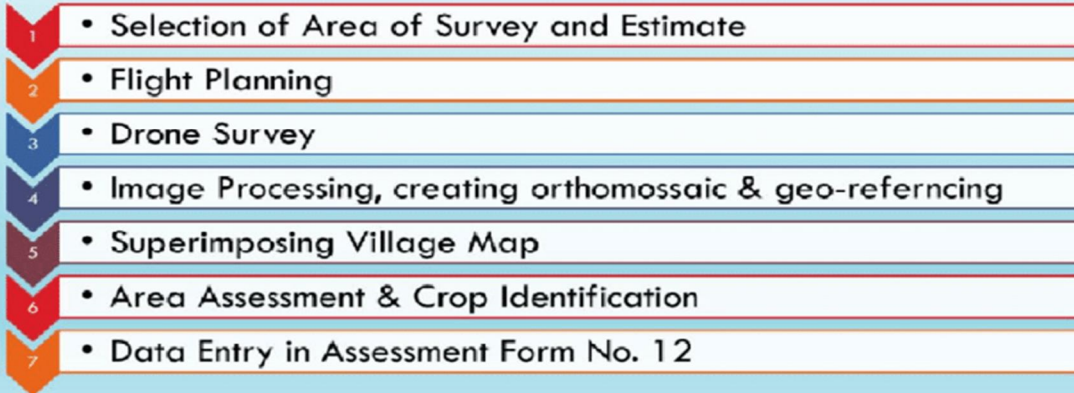 1 • Selection of Area of Survey and Estimate
2 • Flight Planning
3 • Drone Survey
4 • Image Processing, creating orthomossaic & geo-referncing
5 • Superimposing Village Map
6 • Area Assessment & Crop Identification
7 • Data Entry in Assessment Form No. 12